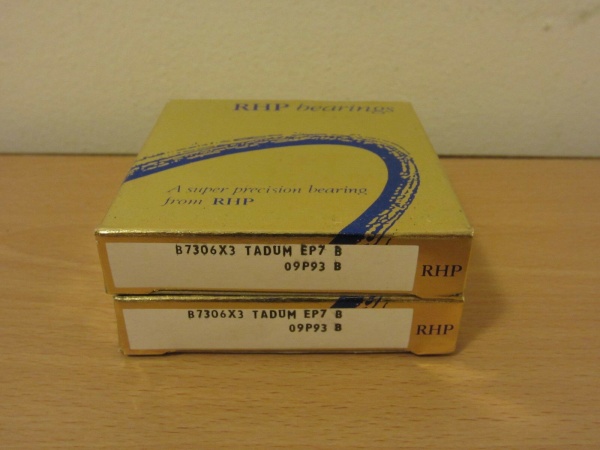 RHP bearings
A super precision bearing
from RHP
B7306X3 TADUM EP7 B
09P93 B
RHP
B7306X3 TADUM EP7 B
09P93 B
RHP